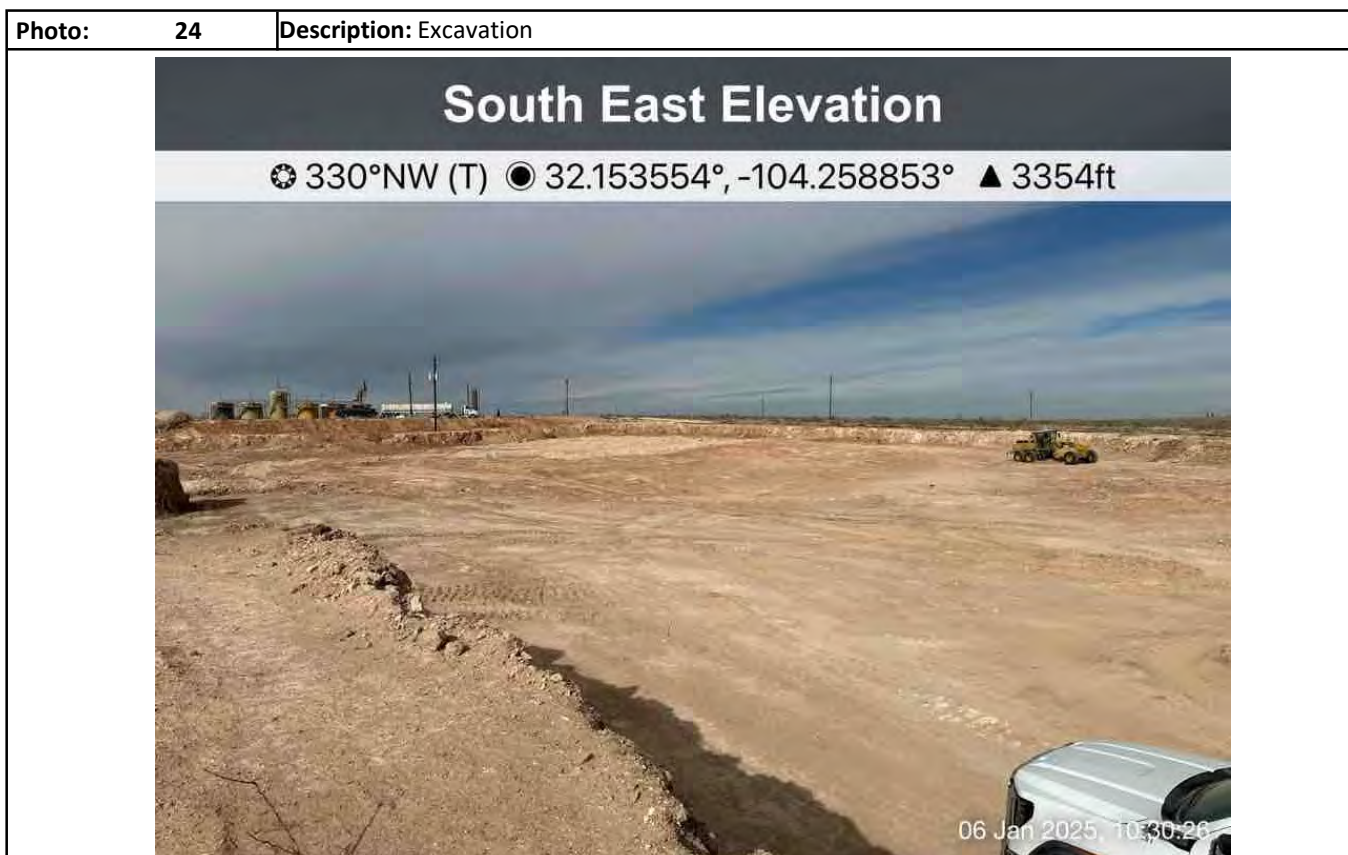 Photo: 24 Description: Excavation
South East Elevation
330°NW (T) 32.153554°, -104.258853° ▲ 3354ft
06 Jan 2025, 10:30:26